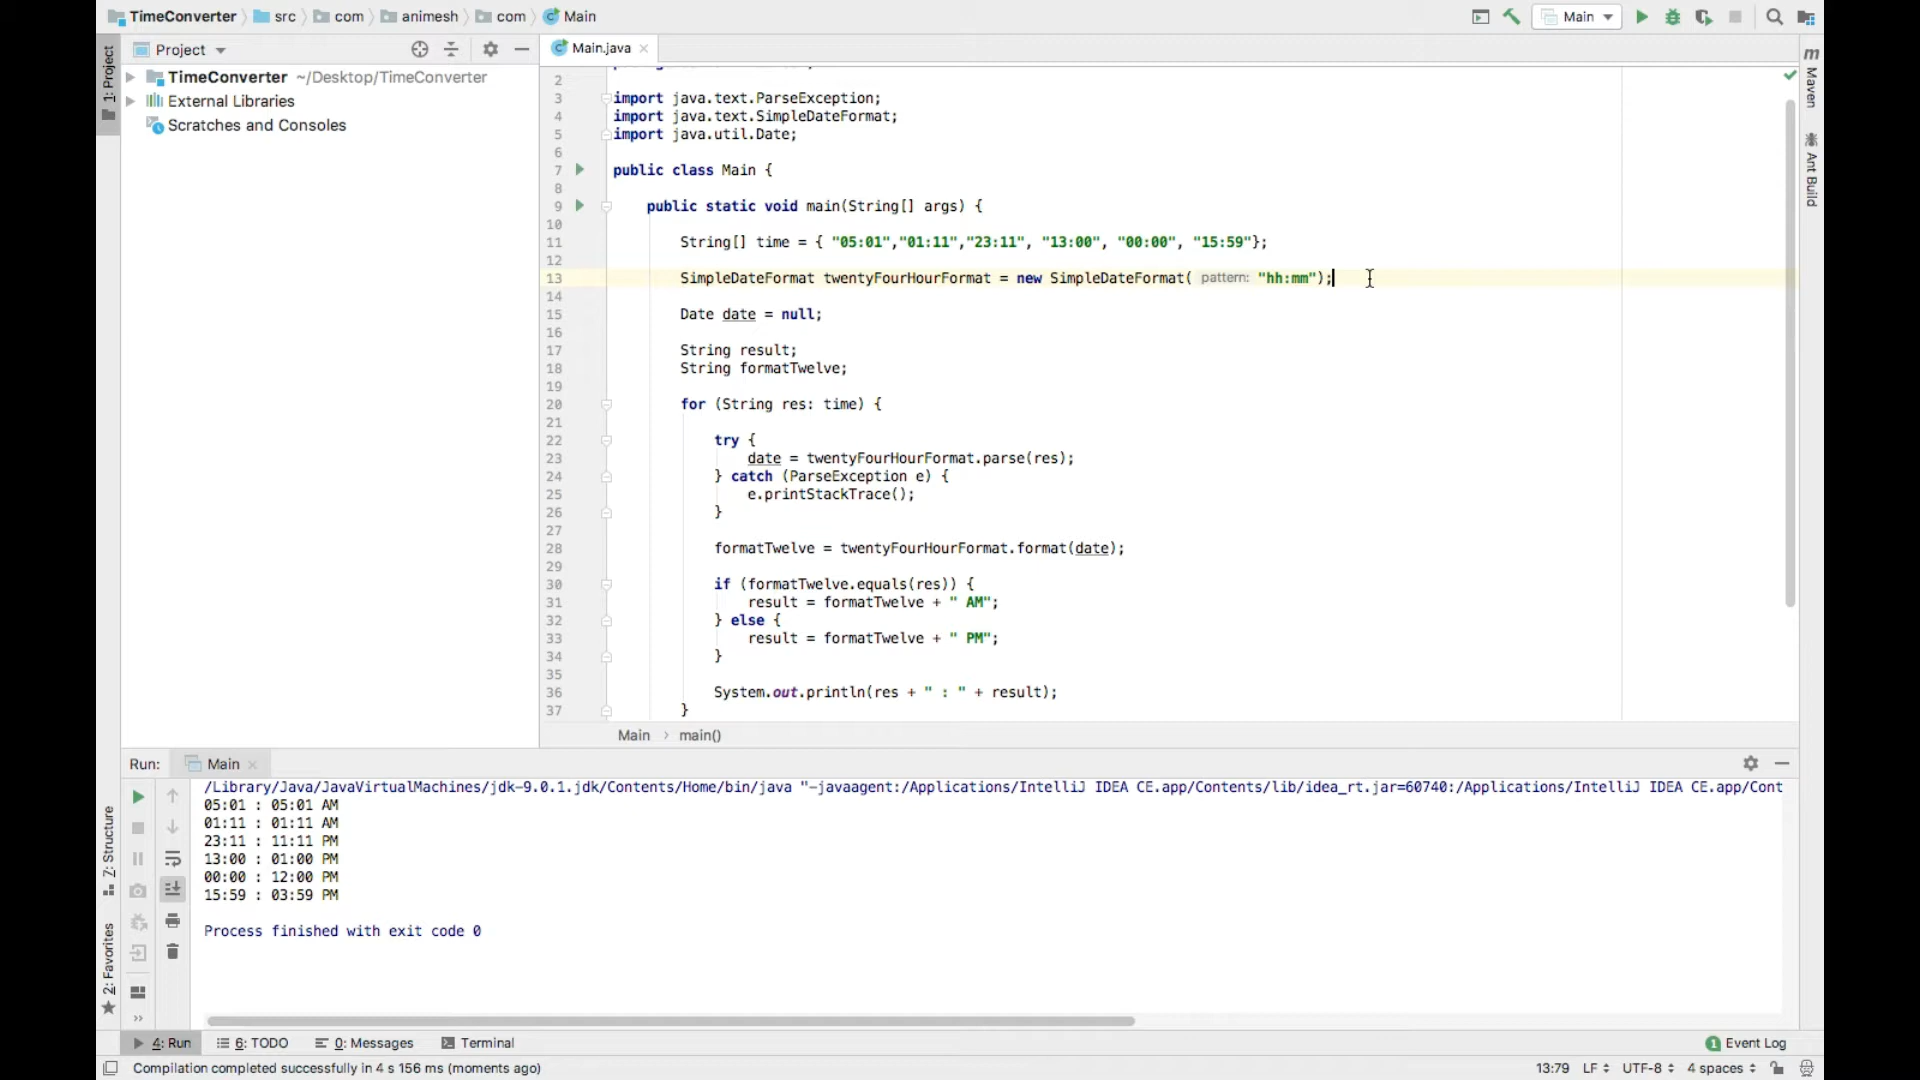 TimeConverter src com animesh com Main
Main
Project
Main.java
1: Project
TimeConverter ~/Desktop/TimeConverter
External Libraries
Scratches and Consoles
2
3 import java.text.ParseException;
4 import java.text.SimpleDateFormat;
5 import java.util.Date;
6
7 public class Main {
8
9 public static void main(String[] args) {
10
11 String[] time = { "05:01","01:11","23:11", "13:00", "00:00", "15:59"};
12
13 SimpleDateFormat twentyFourHourFormat = new SimpleDateFormat( pattern: "hh:mm");
14
15 Date date = null;
16
17 String result;
18 String formatTwelve;
19
20 for (String res: time) {
21
22 try {
23 date = twentyFourHourFormat.parse(res);
24 } catch (ParseException e) {
25 e.printStackTrace();
26 }
27
28 formatTwelve = twentyFourHourFormat.format(date);
29
30 if (formatTwelve.equals(res)) {
31 result = formatTwelve + " AM";
32 } else {
33 result = formatTwelve + " PM";
34 }
35
36 System.out.println(res + " : " + result);
37 }
Main › main()
m Maven
Ant Build
Run: Main
/Library/Java/JavaVirtualMachines/jdk-9.0.1.jdk/Contents/Home/bin/java "-javaagent:/Applications/IntelliJ IDEA CE.app/Contents/lib/idea_rt.jar=60740:/Applications/IntelliJ IDEA CE.app/Cont
05:01 : 05:01 AM
01:11 : 01:11 AM
23:11 : 11:11 PM
13:00 : 01:00 PM
00:00 : 12:00 PM
15:59 : 03:59 PM
Process finished with exit code 0
Z: Structure
2: Favorites
4: Run 6: TODO 0: Messages Terminal
1 Event Log
Compilation completed successfully in 4 s 156 ms (moments ago)
13:79 LF UTF-8 4 spaces